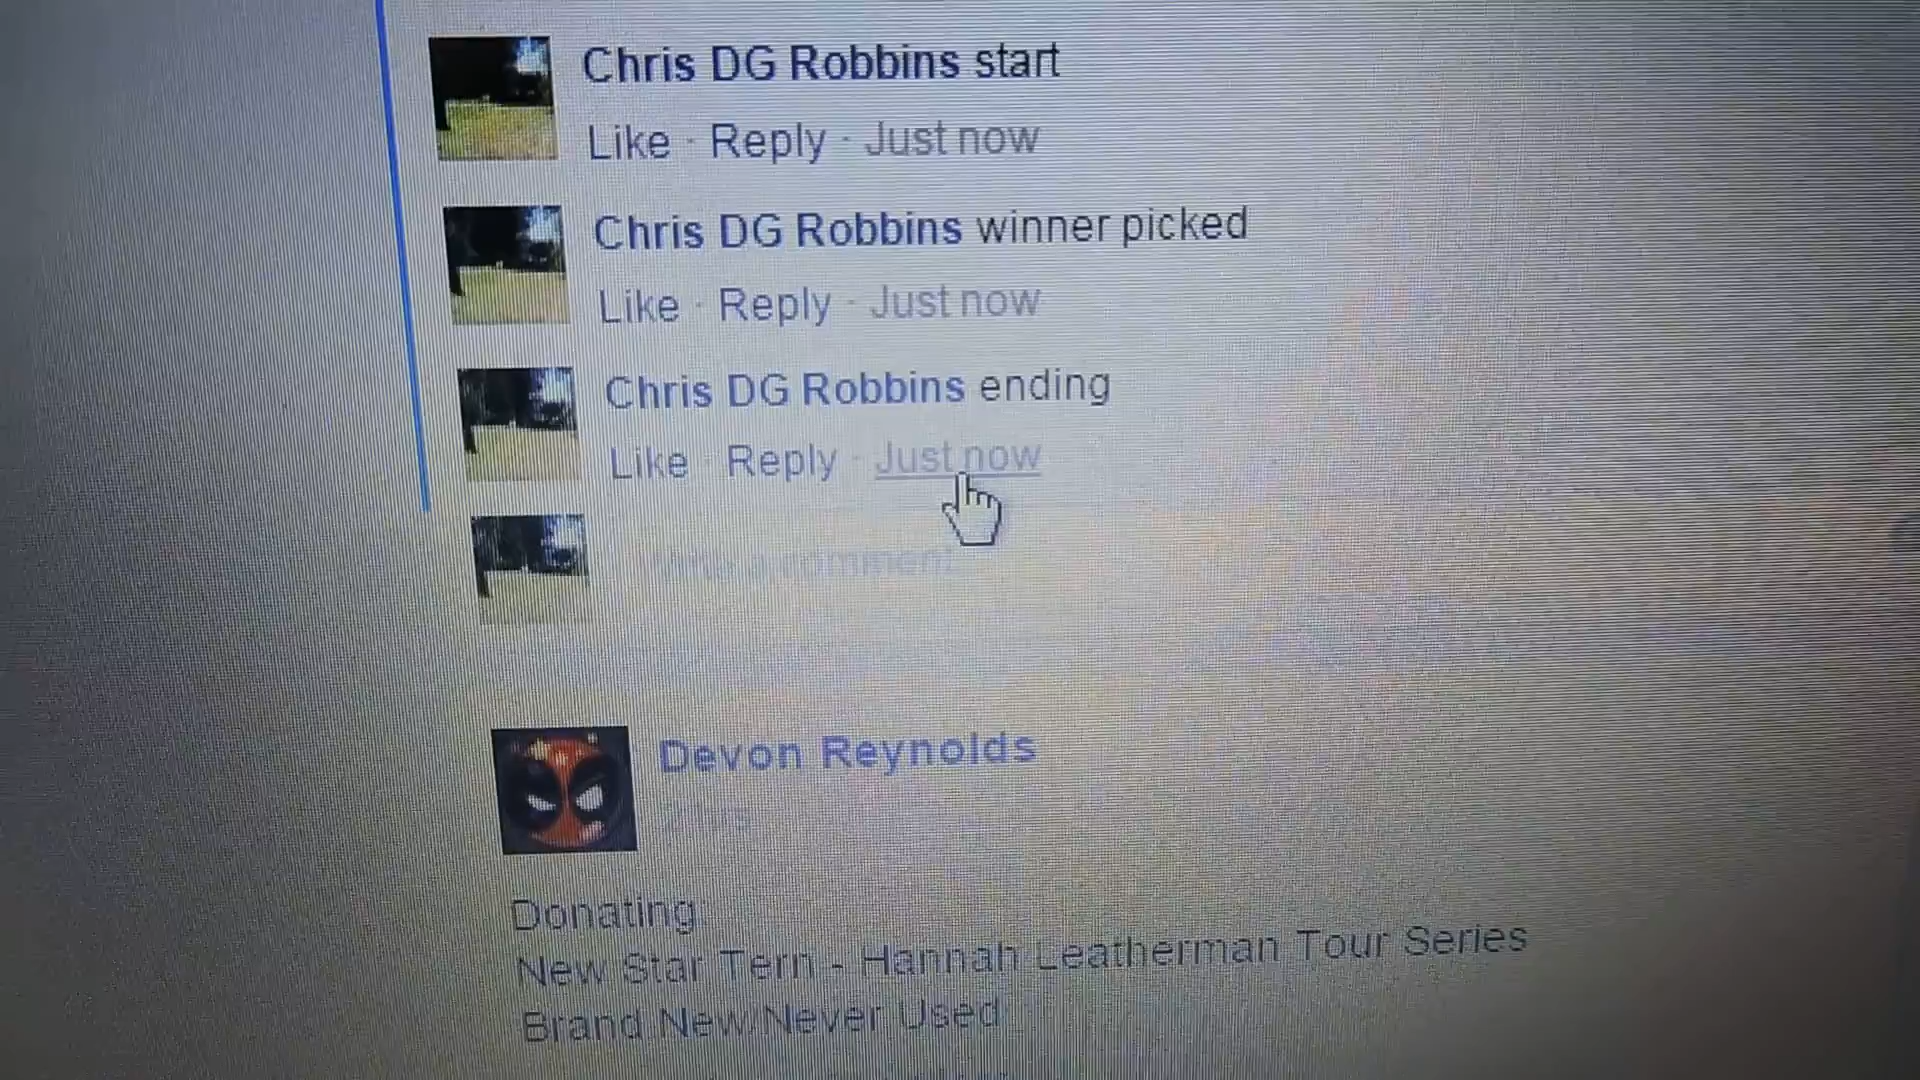 Chris DG Robbins start
Like · Reply · Just now
Chris DG Robbins winner picked
Like · Reply · Just now
Chris DG Robbins ending
Like · Reply · Just now
a comment
Devon Reynolds
Donating
New Star Tern - Hannah Leatherman Tour Series
Brand New/Never Used